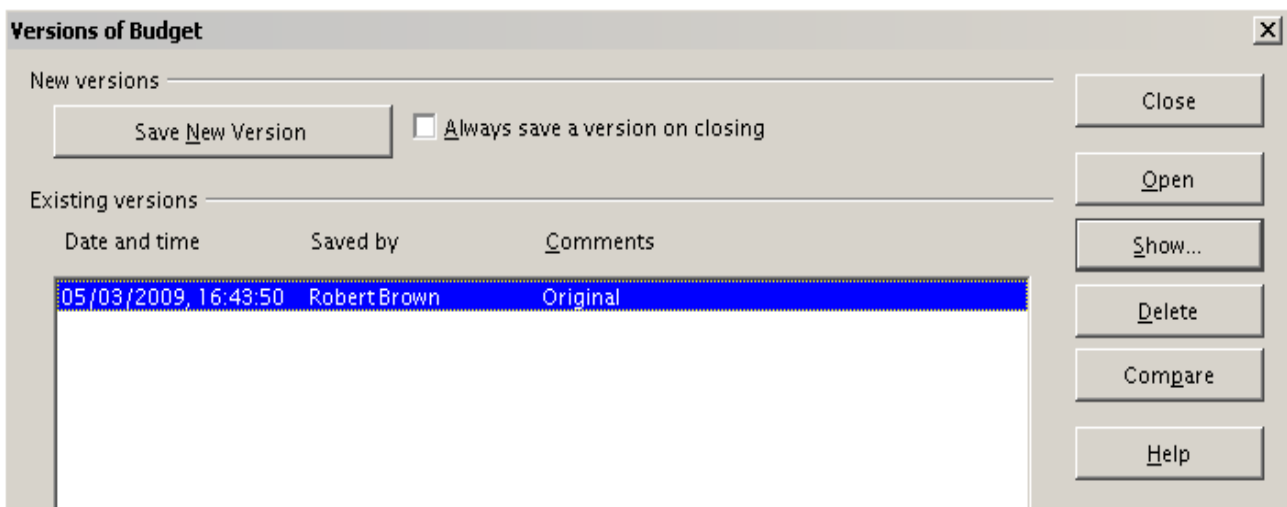 Versions of Budget
New versions
Save New Version
Always save a version on closing
Existing versions
Date and time Saved by Comments
05/03/2009, 16:43:50 Robert Brown Original
Close
Open
Show...
Delete
Compare
Help